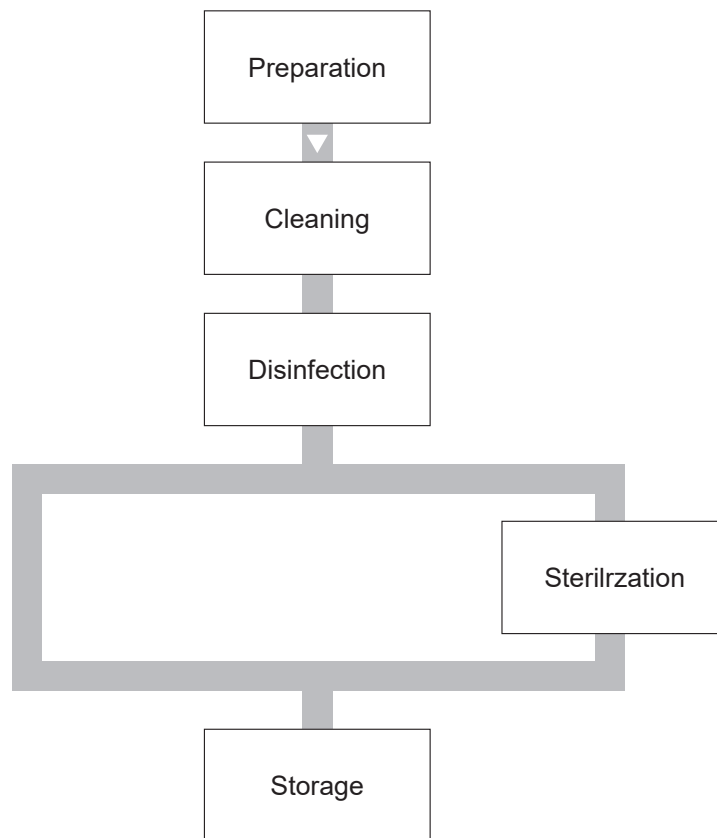 Preparation
Cleaning
Disinfection
Sterilrzation
Storage